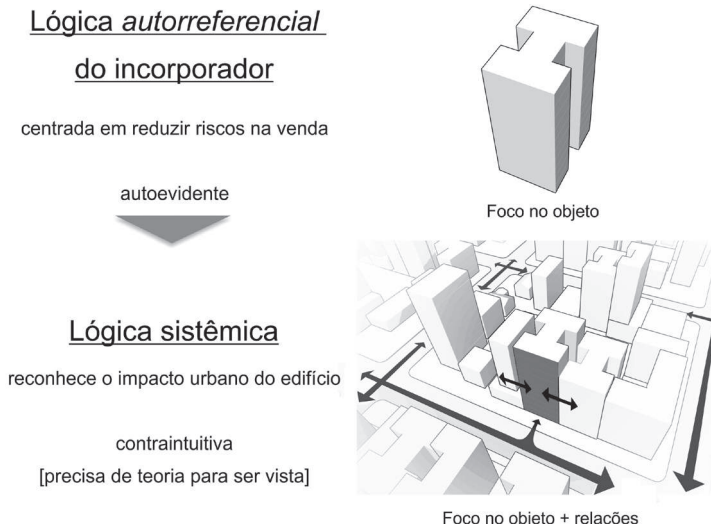 Lógica autorreferencial
do incorporador
centrada em reduzir riscos na venda
autoevidente
Foco no objeto
Lógica sistêmica
reconhece o impacto urbano do edifício
contraintuitiva
[precisa de teoria para ser vista]
Foco no objeto + relações